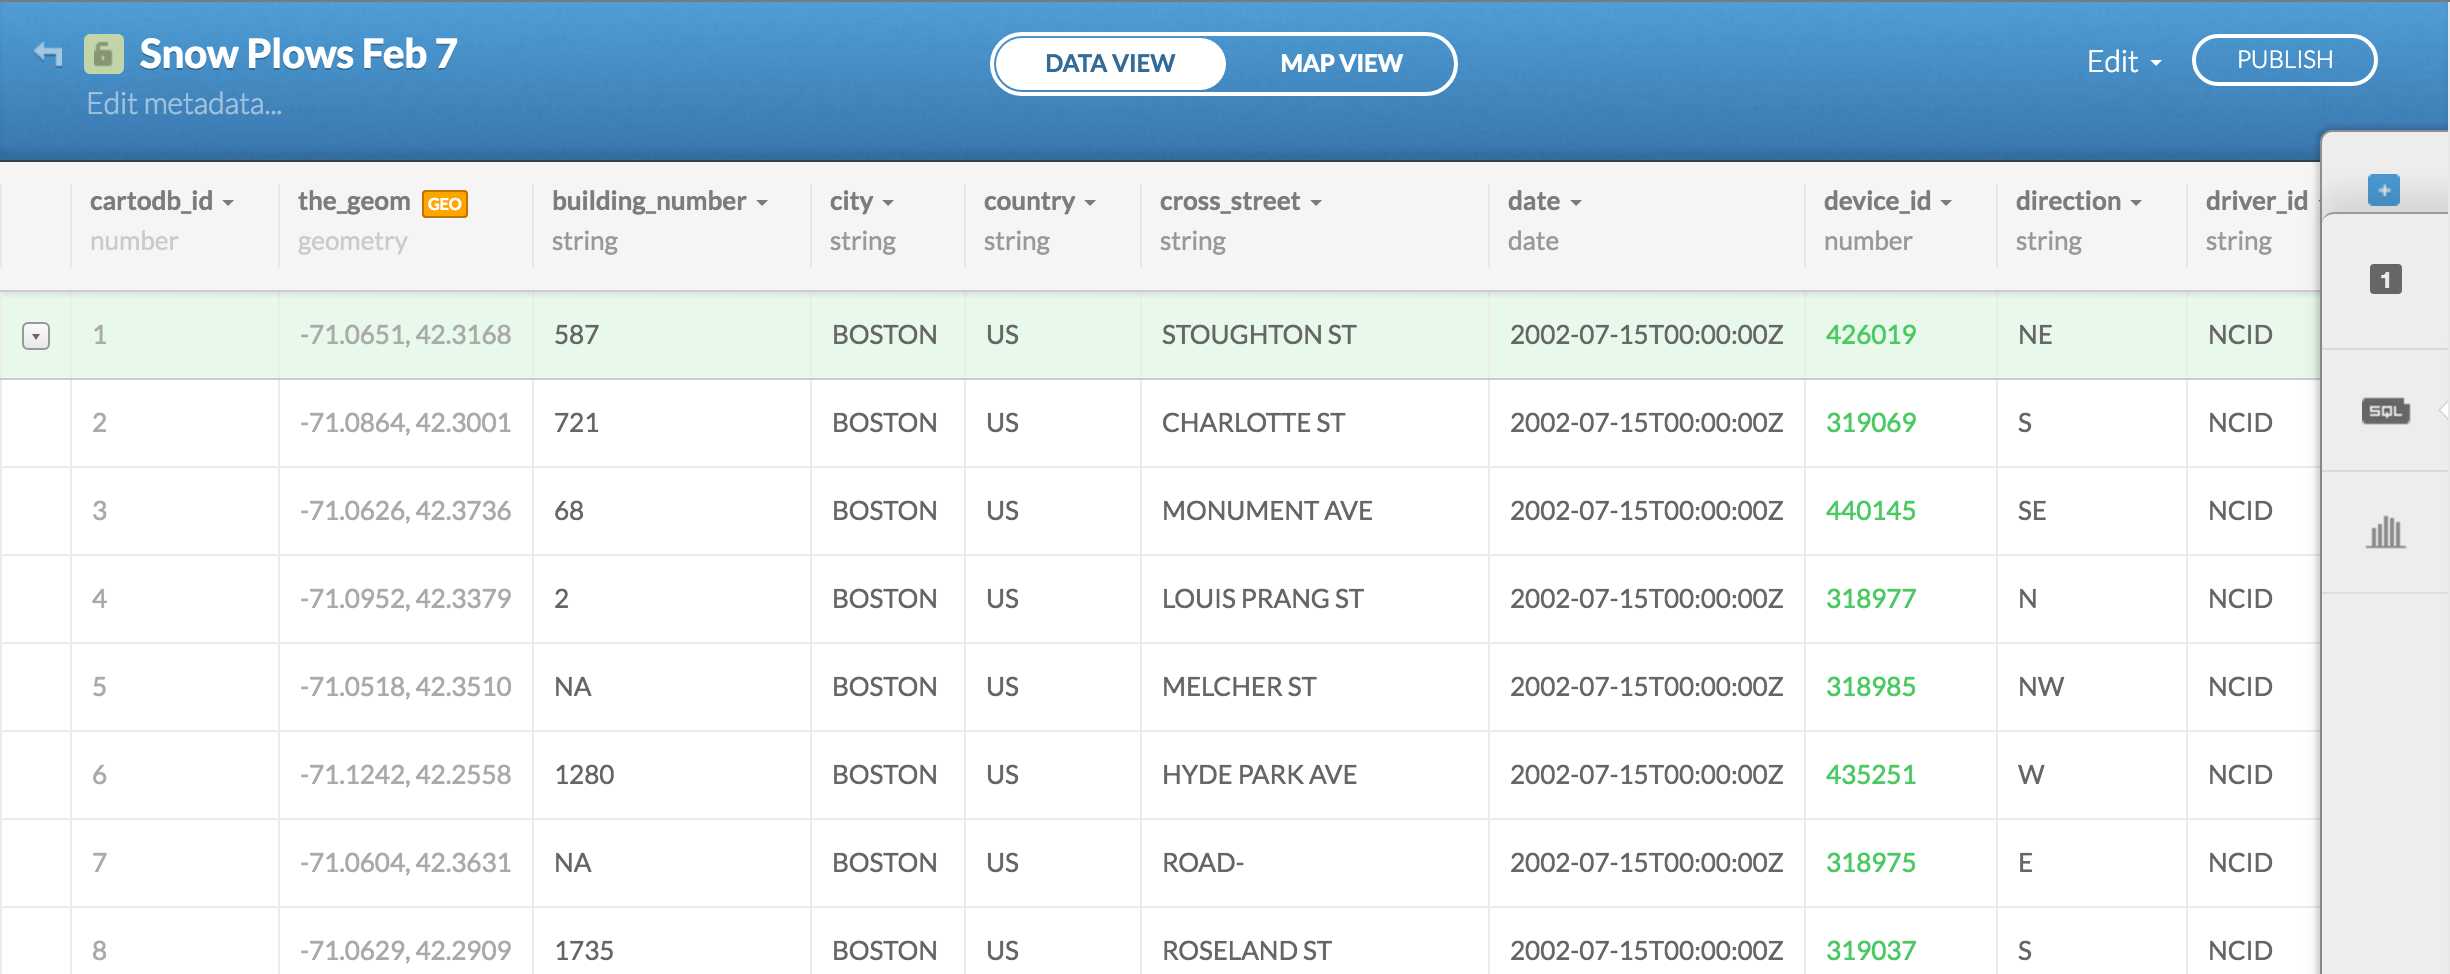 Snow Plows Feb 7
Edit metadata...
DATA VIEW MAP VIEW
Edit PUBLISH
cartodb_id the_geom GEO building_number city country cross_street date device_id direction driver_id
number geometry string string string string date number string string
1 -71.0651, 42.3168 587 BOSTON US STOUGHTON ST 2002-07-15T00:00:00Z 426019 NE NCID
2 -71.0864, 42.3001 721 BOSTON US CHARLOTTE ST 2002-07-15T00:00:00Z 319069 S NCID
3 -71.0626, 42.3736 68 BOSTON US MONUMENT AVE 2002-07-15T00:00:00Z 440145 SE NCID
4 -71.0952, 42.3379 2 BOSTON US LOUIS PRANG ST 2002-07-15T00:00:00Z 318977 N NCID
5 -71.0518, 42.3510 NA BOSTON US MELCHER ST 2002-07-15T00:00:00Z 318985 NW NCID
6 -71.1242, 42.2558 1280 BOSTON US HYDE PARK AVE 2002-07-15T00:00:00Z 435251 W NCID
7 -71.0604, 42.3631 NA BOSTON US ROAD- 2002-07-15T00:00:00Z 318975 E NCID
8 -71.0629, 42.2909 1735 BOSTON US ROSELAND ST 2002-07-15T00:00:00Z 319037 S NCID
+
1
SQL